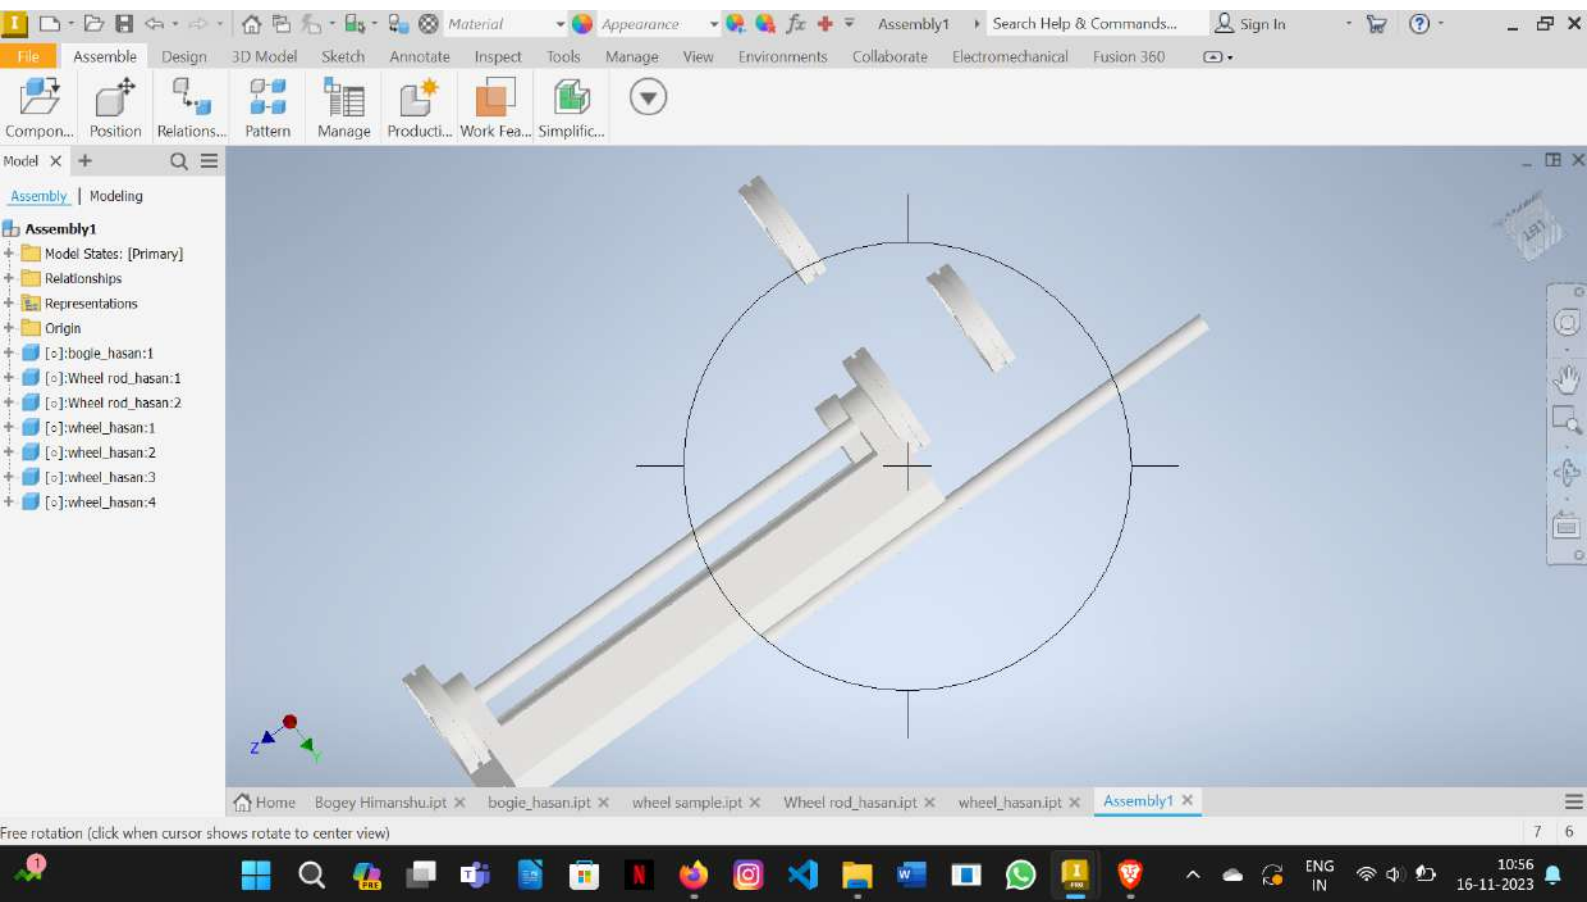 I Material Appearance fx Assembly1 Search Help & Commands... Sign In ?
File Assemble Design 3D Model Sketch Annotate Inspect Tools Manage View Environments Collaborate Electromechanical Fusion 360
Compon... Position Relations... Pattern Manage Producti... Work Fea... Simplific...
Model
Assembly | Modeling
Assembly1
Model States: [Primary]
Relationships
Representations
Origin
[o]:bogie_hasan:1
[o]:Wheel rod_hasan:1
[o]:Wheel rod_hasan:2
[o]:wheel_hasan:1
[o]:wheel_hasan:2
[o]:wheel_hasan:3
[o]:wheel_hasan:4
Z Y
Home Bogey Himanshu.ipt bogie_hasan.ipt wheel sample.ipt Wheel rod_hasan.ipt wheel_hasan.ipt Assembly1
Free rotation (click when cursor shows rotate to center view) 7 6
1 PRE N W I PRO ENG 10:56
IN 16-11-2023